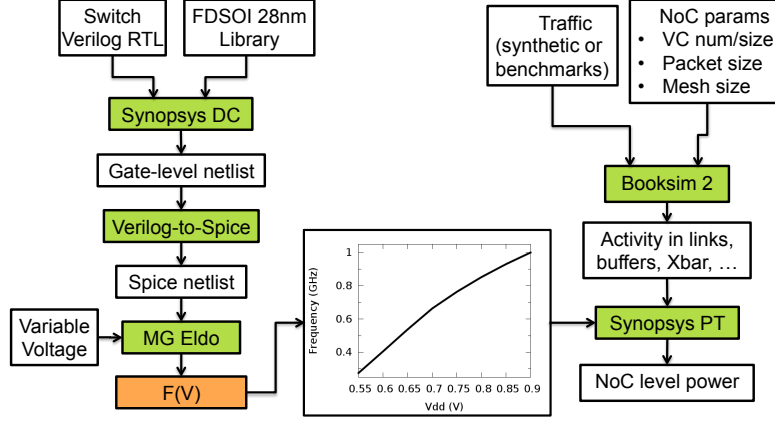 Switch
Verilog RTL
FDSOI 28nm
Library
Synopsys DC
Gate-level netlist
Verilog-to-Spice
Spice netlist
Variable
Voltage
MG Eldo
F(V)
Frequency (GHz)
1
0.8
0.6
0.4
0.55 0.6 0.65 0.7 0.75 0.8 0.85 0.9
Vdd (V)
Traffic
(synthetic or
benchmarks)
NoC params
• VC num/size
• Packet size
• Mesh size
Booksim 2
Activity in links,
buffers, Xbar, ...
Synopsys PT
NoC level power